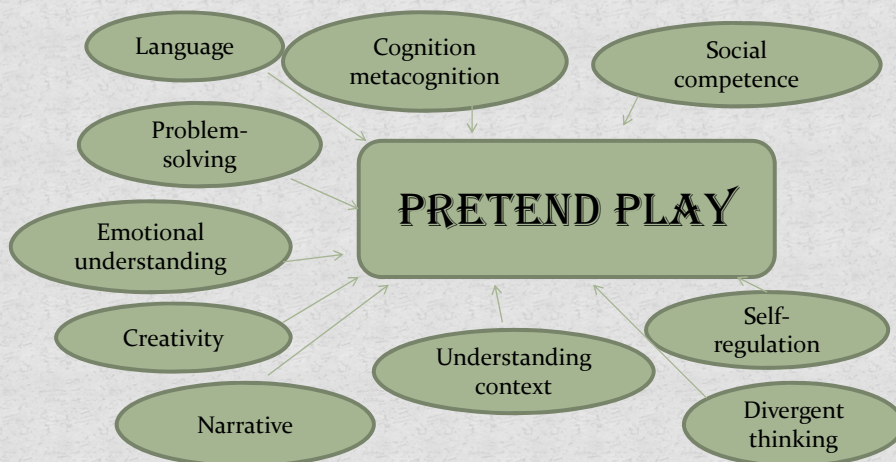 Language
Cognition
metacognition
Social
competence
Problem-
solving
PRETEND PLAY
Emotional
understanding
Creativity
Understanding
context
Self-
regulation
Narrative
Divergent
thinking